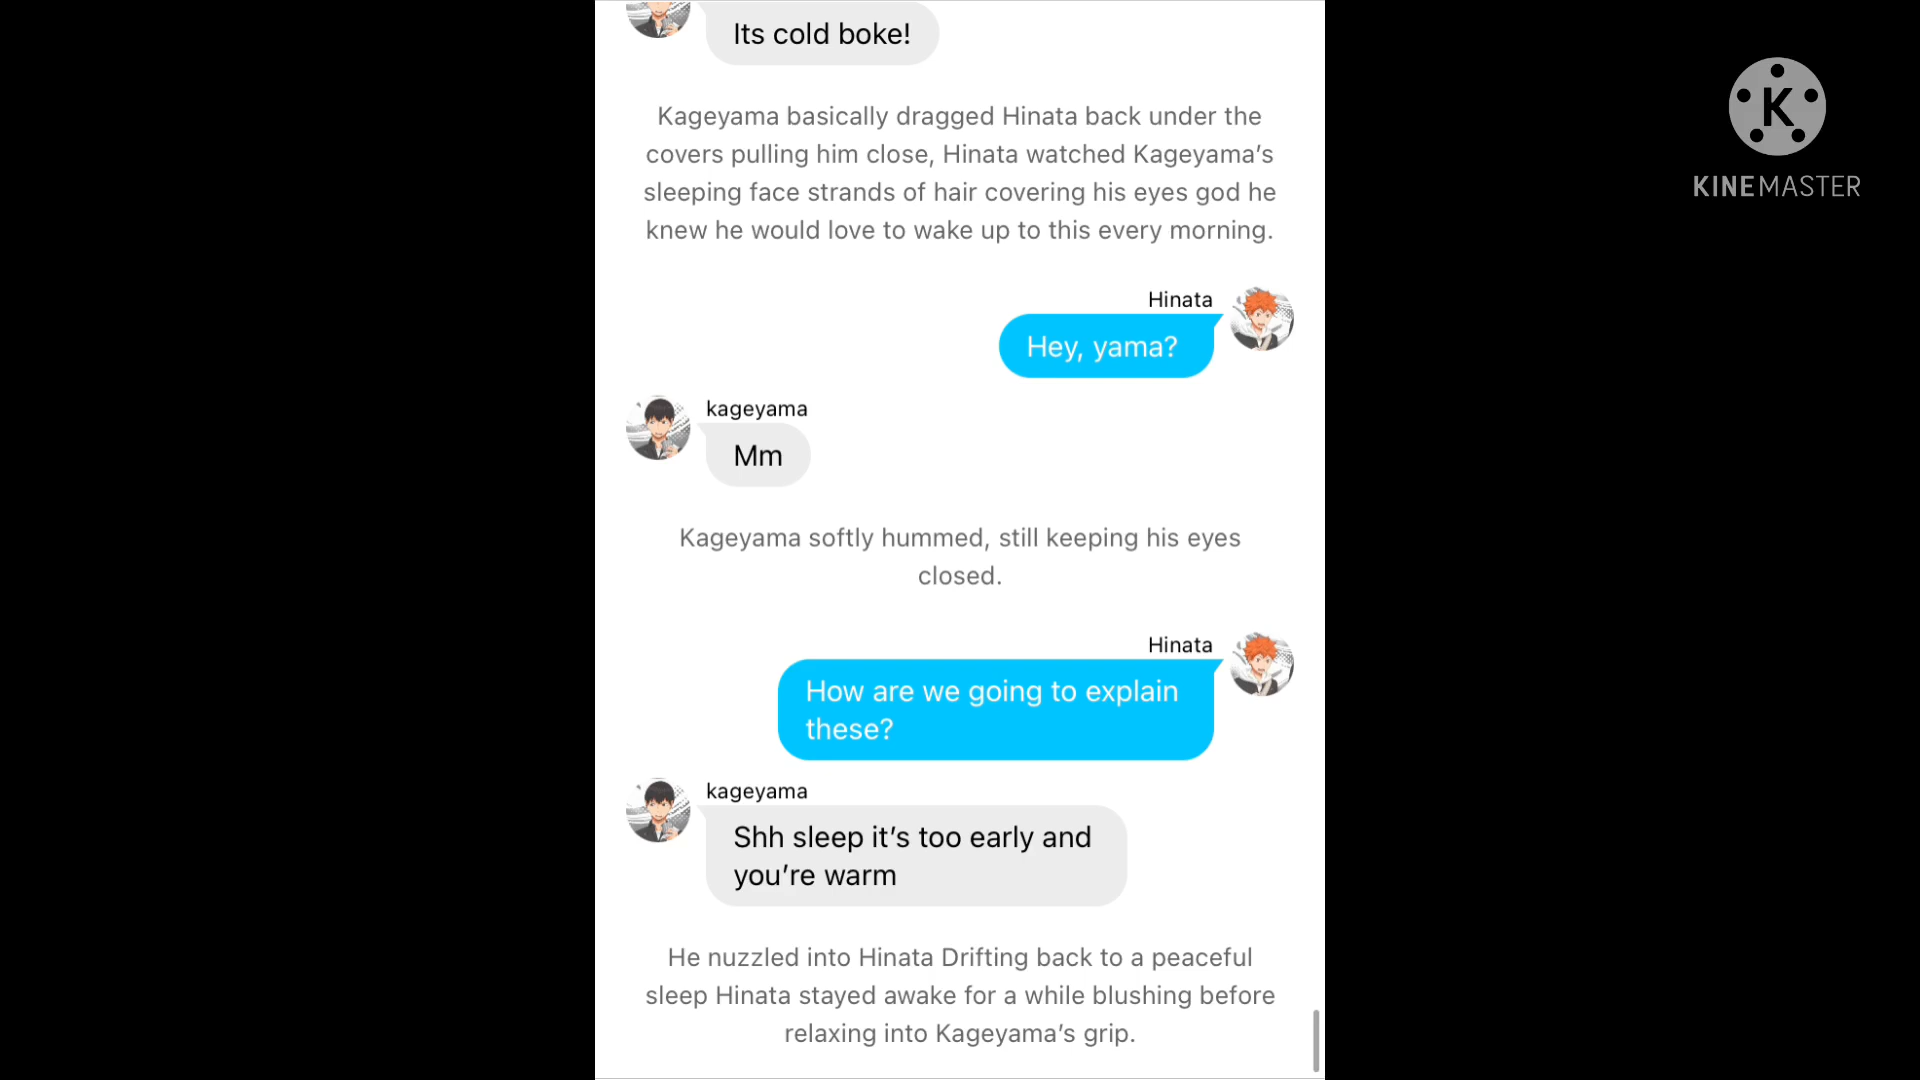 Its cold boke!
Kageyama basically dragged Hinata back under the
covers pulling him close, Hinata watched Kageyama’s
sleeping face strands of hair covering his eyes god he
knew he would love to wake up to this every morning.
Hinata
Hey, yama?
kageyama
Mm
Kageyama softly hummed, still keeping his eyes
closed.
Hinata
How are we going to explain
these?
kageyama
Shh sleep it’s too early and
you’re warm
He nuzzled into Hinata Drifting back to a peaceful
sleep Hinata stayed awake for a while blushing before
relaxing into Kageyama’s grip.
K
KINEMASTER